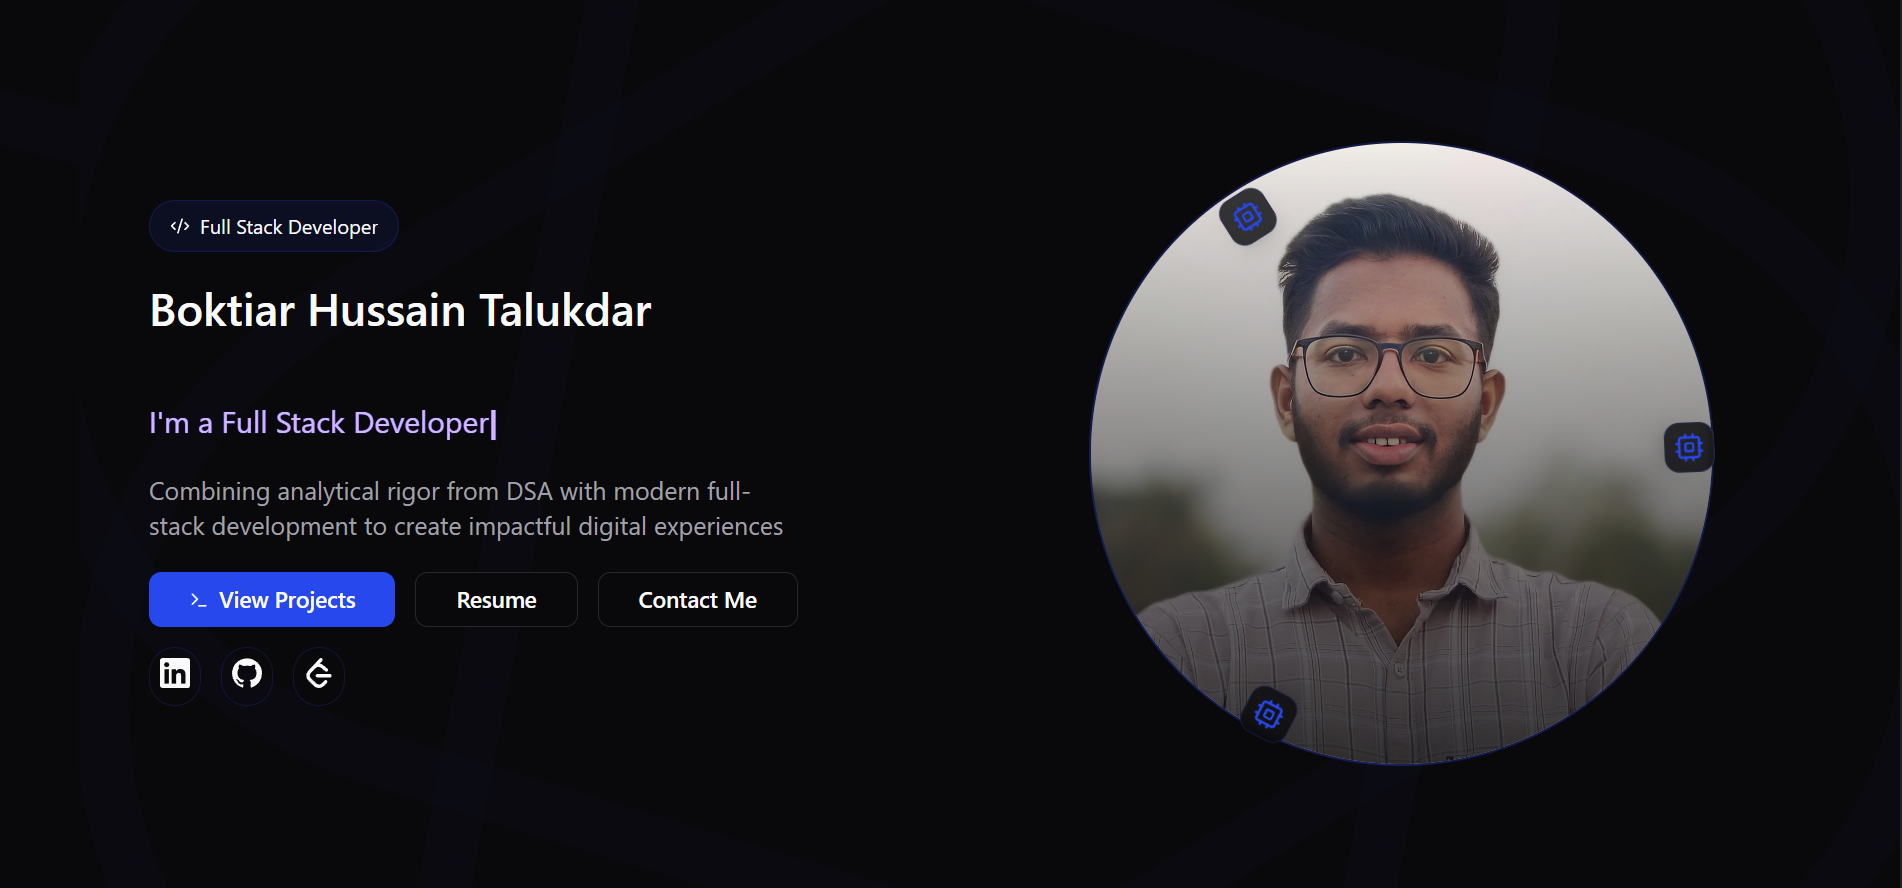 Full Stack Developer
Boktiar Hussain Talukdar
I'm a Full Stack Developer
Combining analytical rigor from DSA with modern full-
stack development to create impactful digital experiences
View Projects
Resume
Contact Me
in